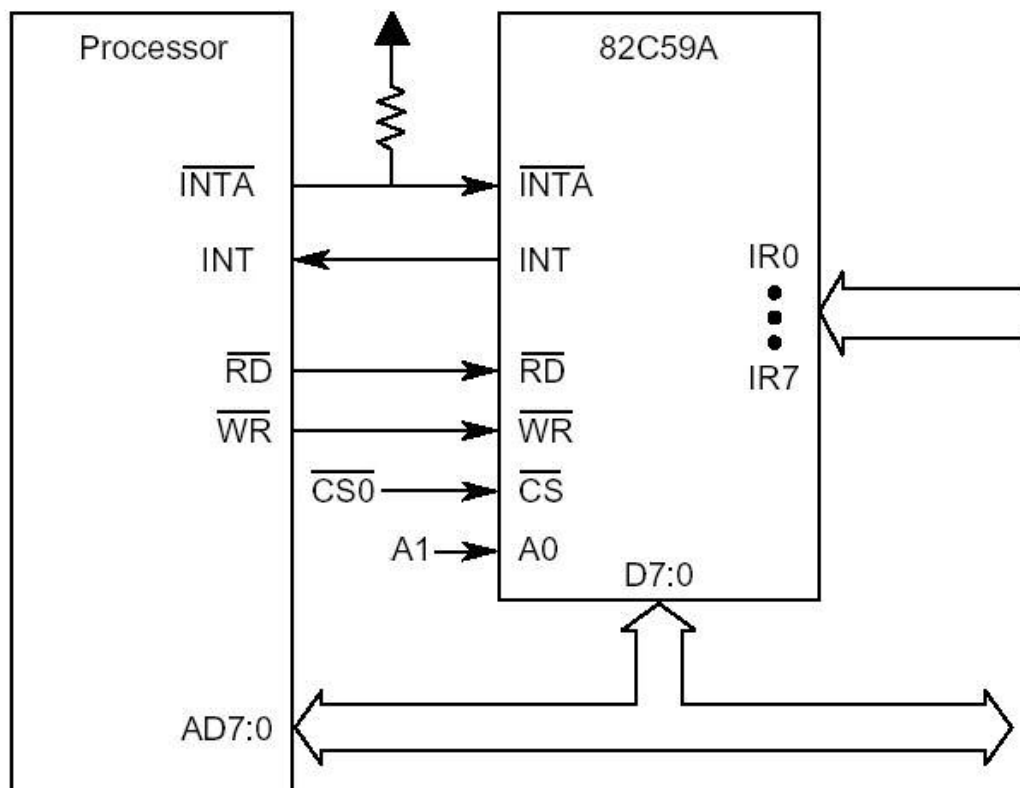 Processor
82C59A
INTA
INTA
INT
INT
IR0
IR7
RD
RD
WR
WR
CS0
CS
A1
A0
D7:0
AD7:0